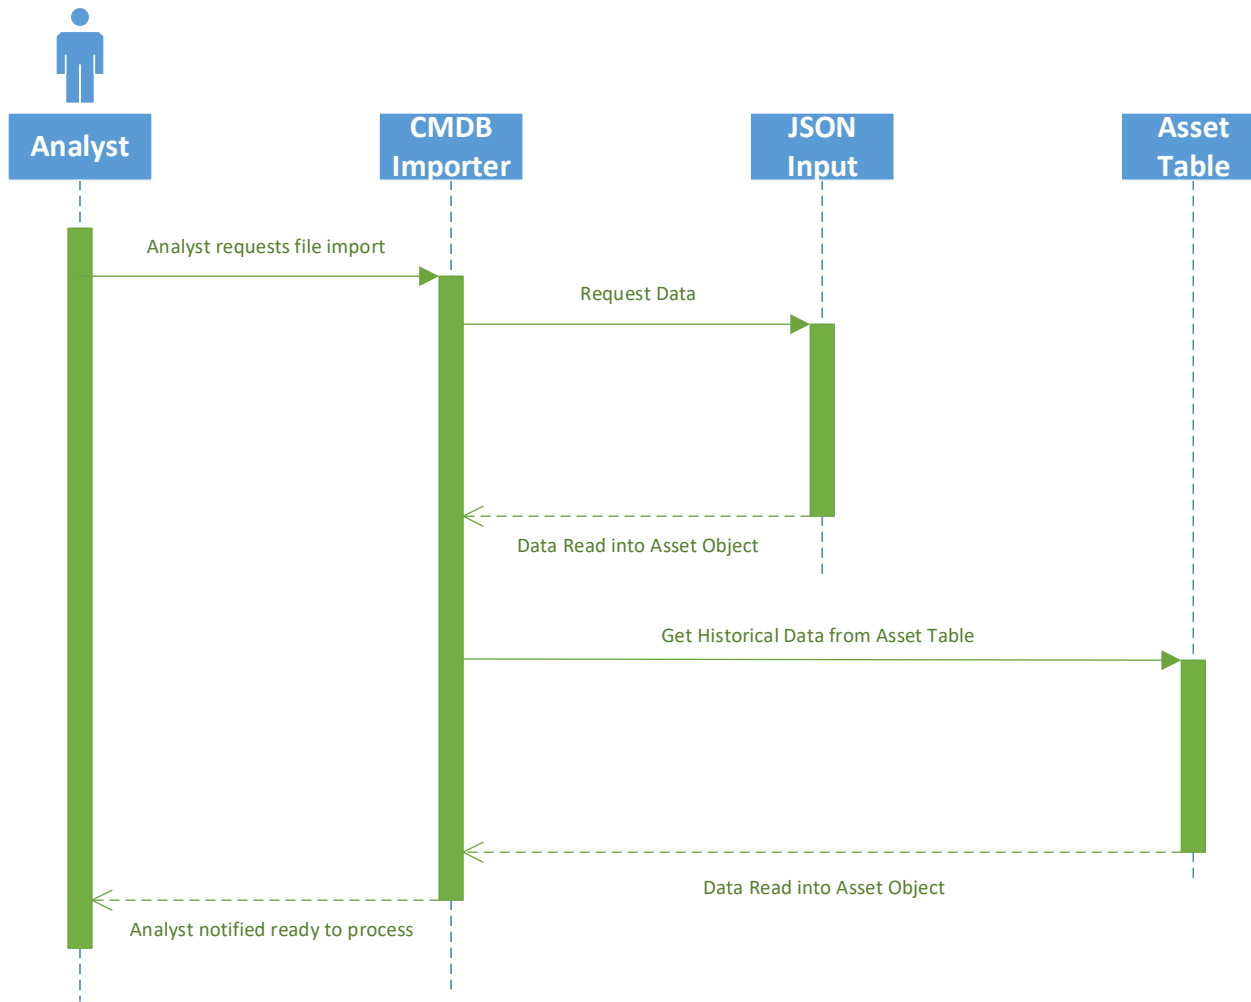 Analyst
CMDB
Importer
JSON
Input
Asset
Table
Analyst requests file import
Request Data
Data Read into Asset Object
Get Historical Data from Asset Table
Data Read into Asset Object
Analyst notified ready to process